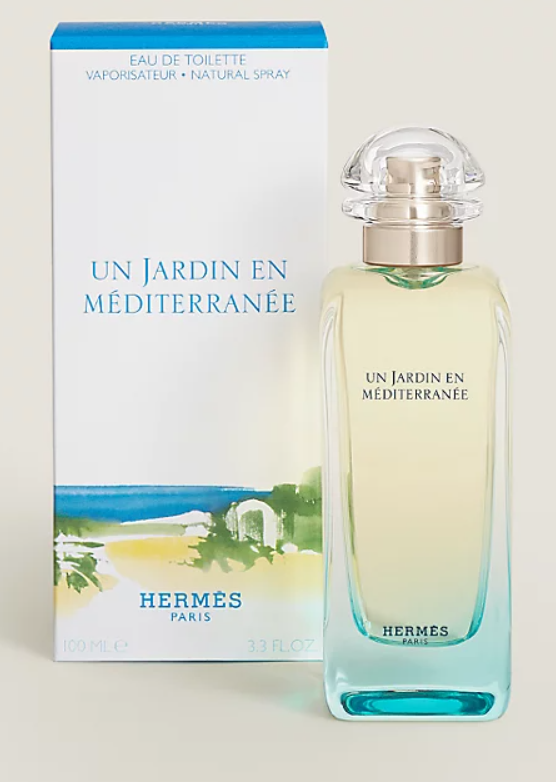 HERMÈS
EAU DE TOILETTE
VAPORISATEUR • NATURAL SPRAY
UN JARDIN EN
MÉDITERRANÉE
HERMÈS
PARIS
100 ML ℮
3.3 FL.OZ.
UN JARDIN EN
MÉDITERRANÉE
HERMÈS
PARIS